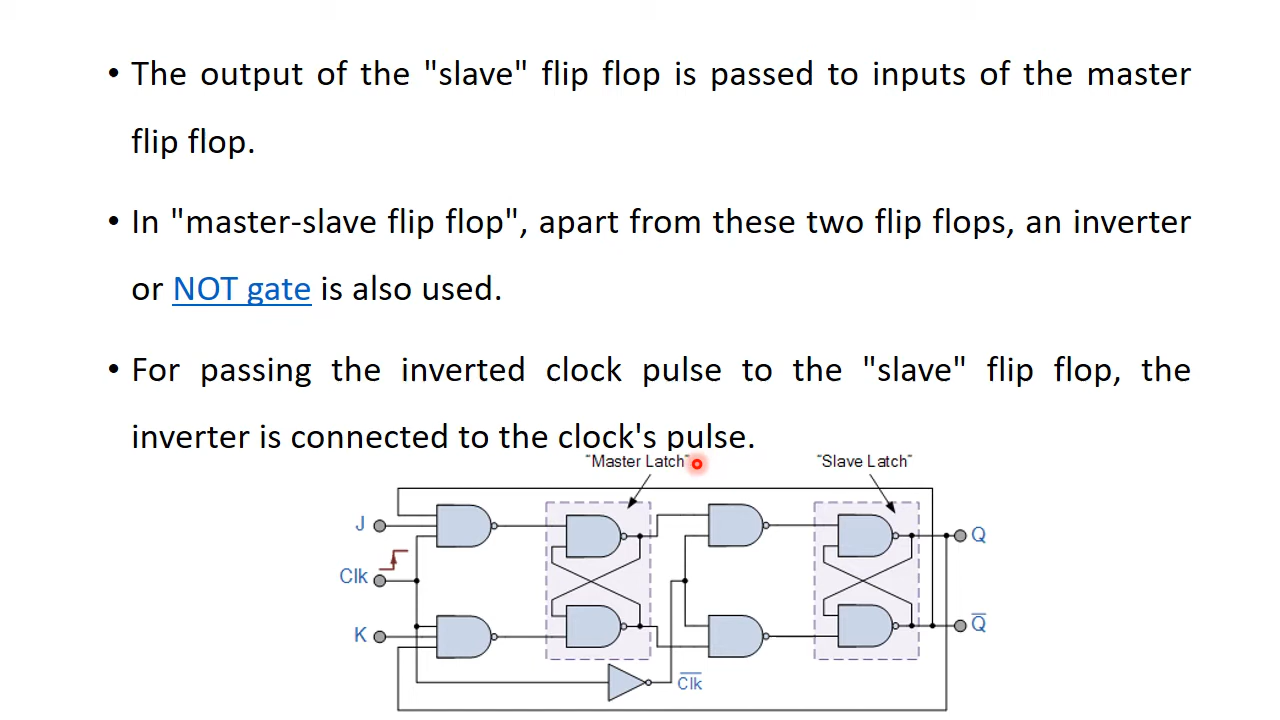 • The output of the "slave" flip flop is passed to inputs of the master
flip flop.
• In "master-slave flip flop", apart from these two flip flops, an inverter
or NOT gate is also used.
• For passing the inverted clock pulse to the "slave" flip flop, the
inverter is connected to the clock's pulse.
"Master Latch"
"Slave Latch"
J
Q
Clk
K
Q̅
C̅l̅k̅